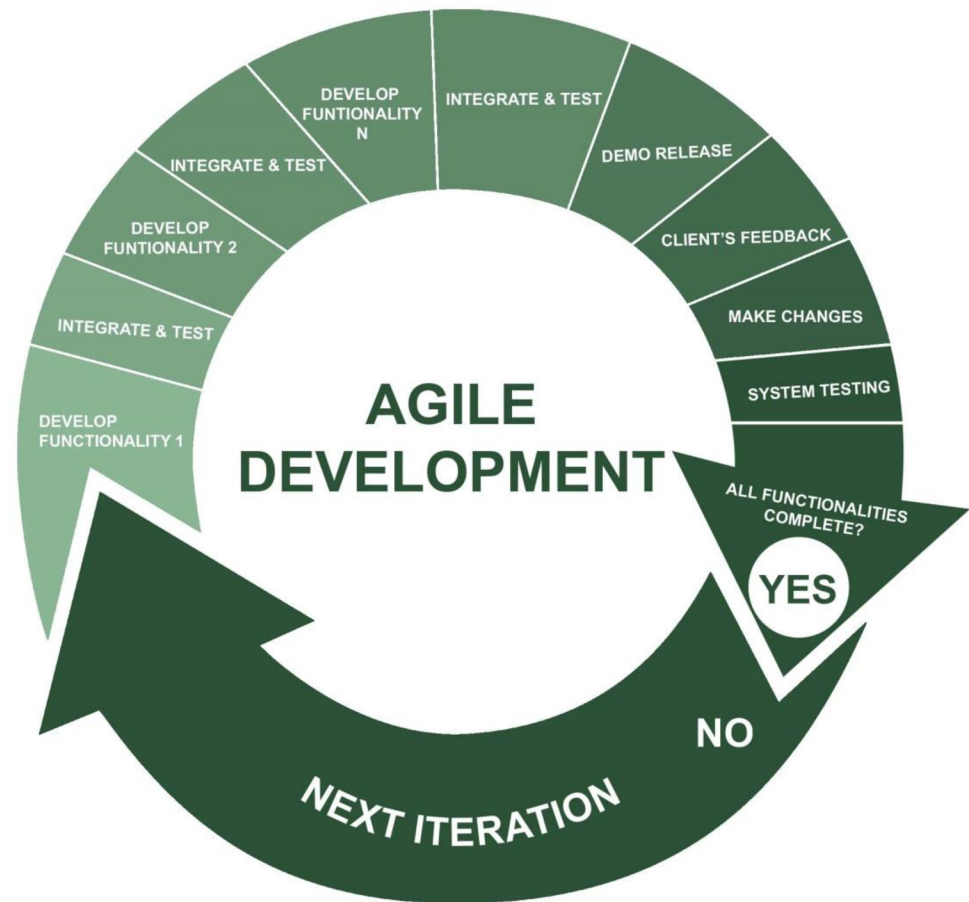 DEVELOP
FUNCTIONALITY 1
INTEGRATE & TEST
DEVELOP
FUNTIONALITY 2
INTEGRATE & TEST
DEVELOP
FUNTIONALITY
N
INTEGRATE & TEST
DEMO RELEASE
CLIENT'S FEEDBACK
MAKE CHANGES
SYSTEM TESTING
ALL FUNCTIONALITIES
COMPLETE?
YES
NO
NEXT ITERATION
AGILE
DEVELOPMENT